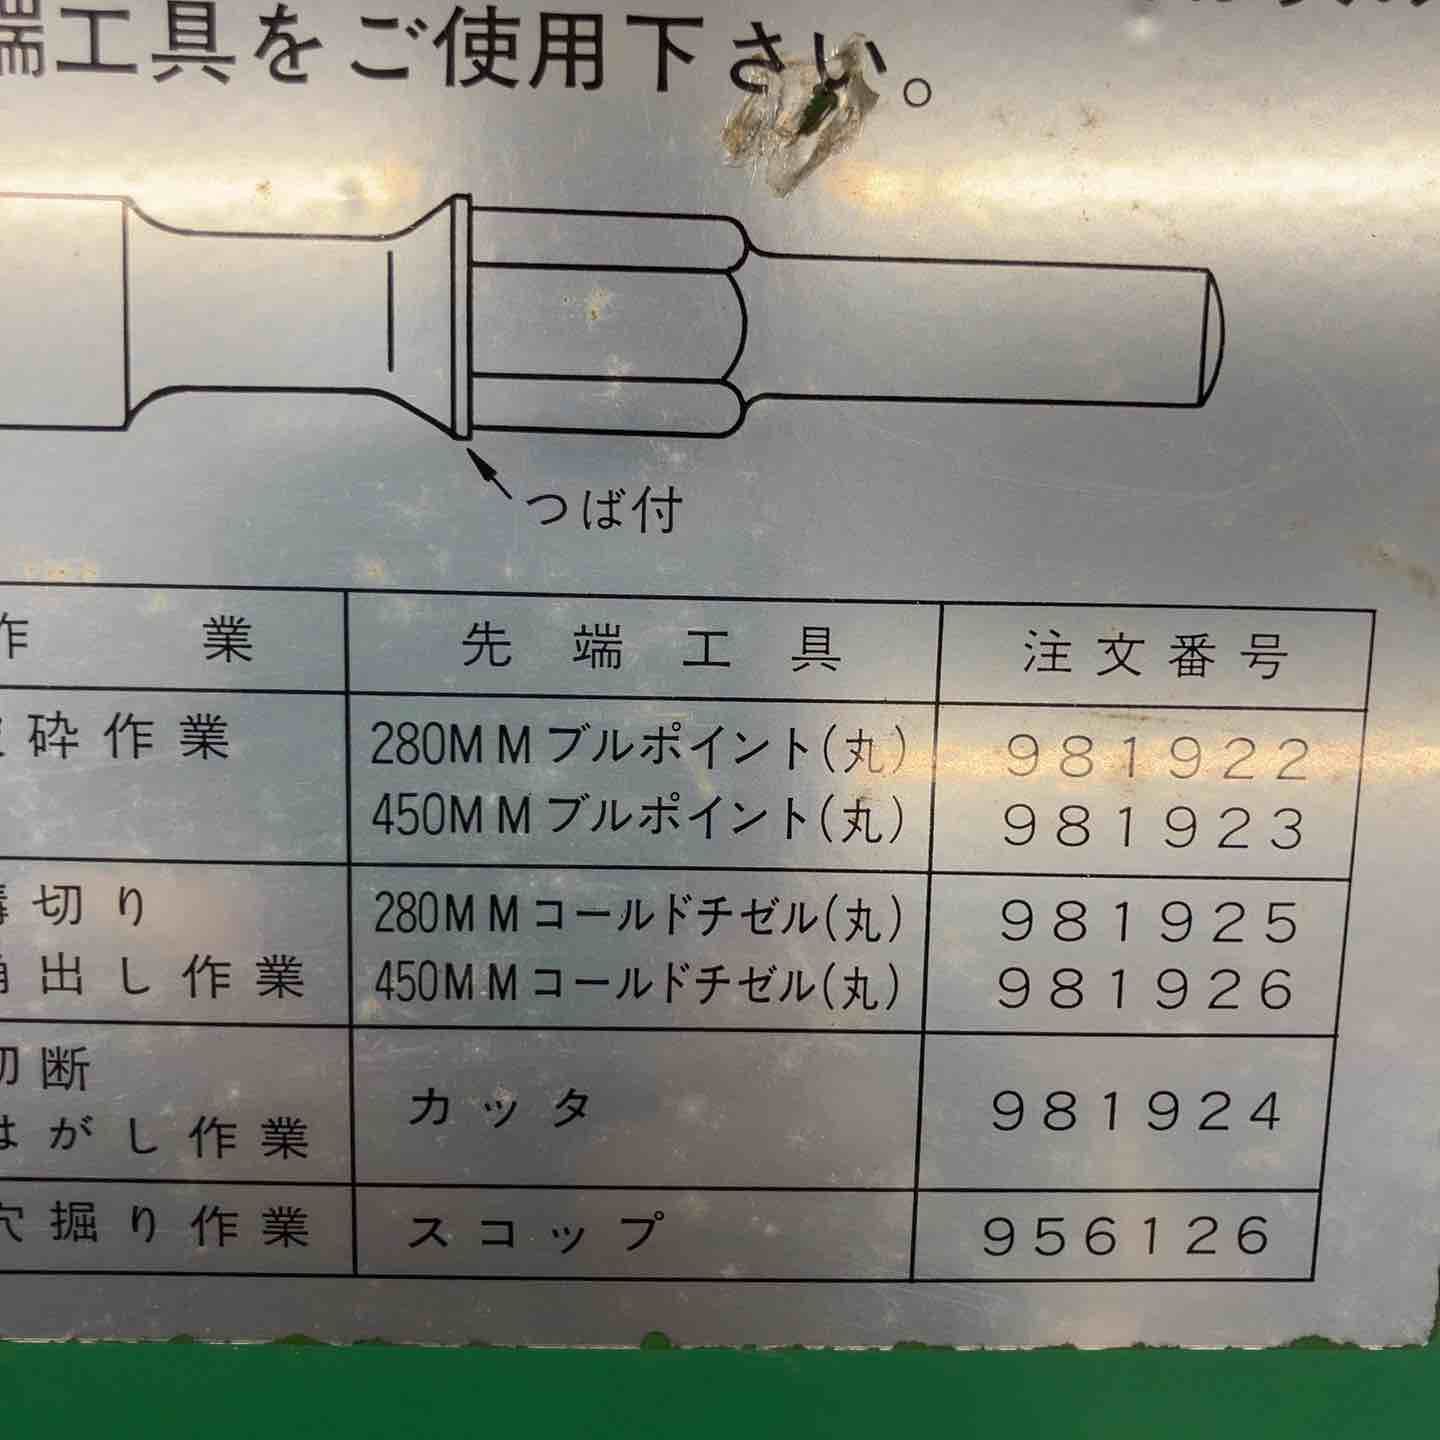 端工具をご使用下さい。
つば付
作業 先端工具 注文番号
砕作業 280MMブルポイント(丸) 981922
450MMブルポイント(丸) 981923
溝切り 280MMコールドチゼル(丸) 981925
角出し作業 450MMコールドチゼル(丸) 981926
切断
はがし作業 カッタ 981924
穴掘り作業 スコップ 956126